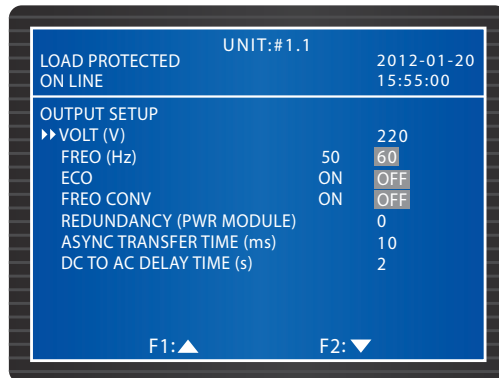 UNIT:#1.1
LOAD PROTECTED 2012-01-20
ON LINE 15:55:00
OUTPUT SETUP
VOLT (V) 220
FREO (Hz) 50 60
ECO ON OFF
FREO CONV ON OFF
REDUNDANCY (PWR MODULE) 0
ASYNC TRANSFER TIME (ms) 10
DC TO AC DELAY TIME (s) 2
F1: F2: